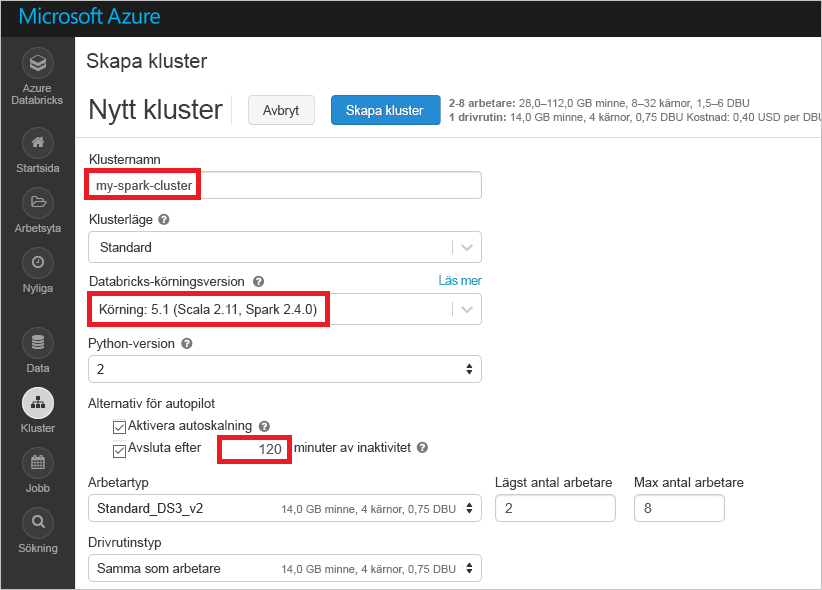 Microsoft Azure
Azure
Databricks
Startsida
Arbetsyta
Nyliga
Data
Kluster
Jobb
Sökning
Skapa kluster
Nytt kluster
Avbryt
Skapa kluster
2-8 arbetare: 28,0–112,0 GB minne, 8–32 kärnor, 1,5–6 DBU
1 drivrutin: 14,0 GB minne, 4 kärnor, 0,75 DBU Kostnad: 0,40 USD per DBU
Klusternamn
my-spark-cluster
Klusterläge ?
Standard
Databricks-körningsversion ? Läs mer
Körning: 5.1 (Scala 2.11, Spark 2.4.0)
Python-version ?
2
Alternativ för autopilot
Aktivera autoskalning ?
Avsluta efter 120 minuter av inaktivitet ?
Arbetartyp Lägst antal arbetare Max antal arbetare
Standard_DS3_v2 14,0 GB minne, 4 kärnor, 0,75 DBU 2 8
Drivrutinstyp
Samma som arbetare 14,0 GB minne, 4 kärnor, 0,75 DBU